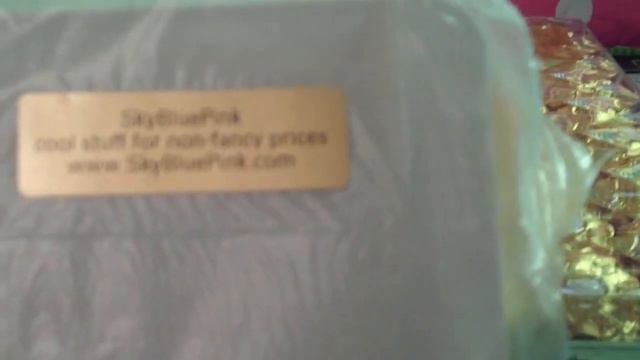 SkyBluePink
cool stuff for non-fancy prices
www.SkyBluePink.com